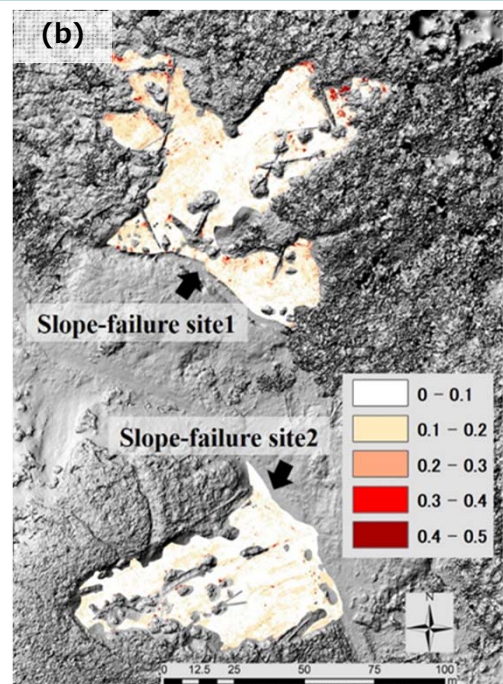 (b)
Slope-failure site1
Slope-failure site2
0 – 0.1
0.1 – 0.2
0.2 – 0.3
0.3 – 0.4
0.4 – 0.5
N
0 12.5 25 50 75 100
m